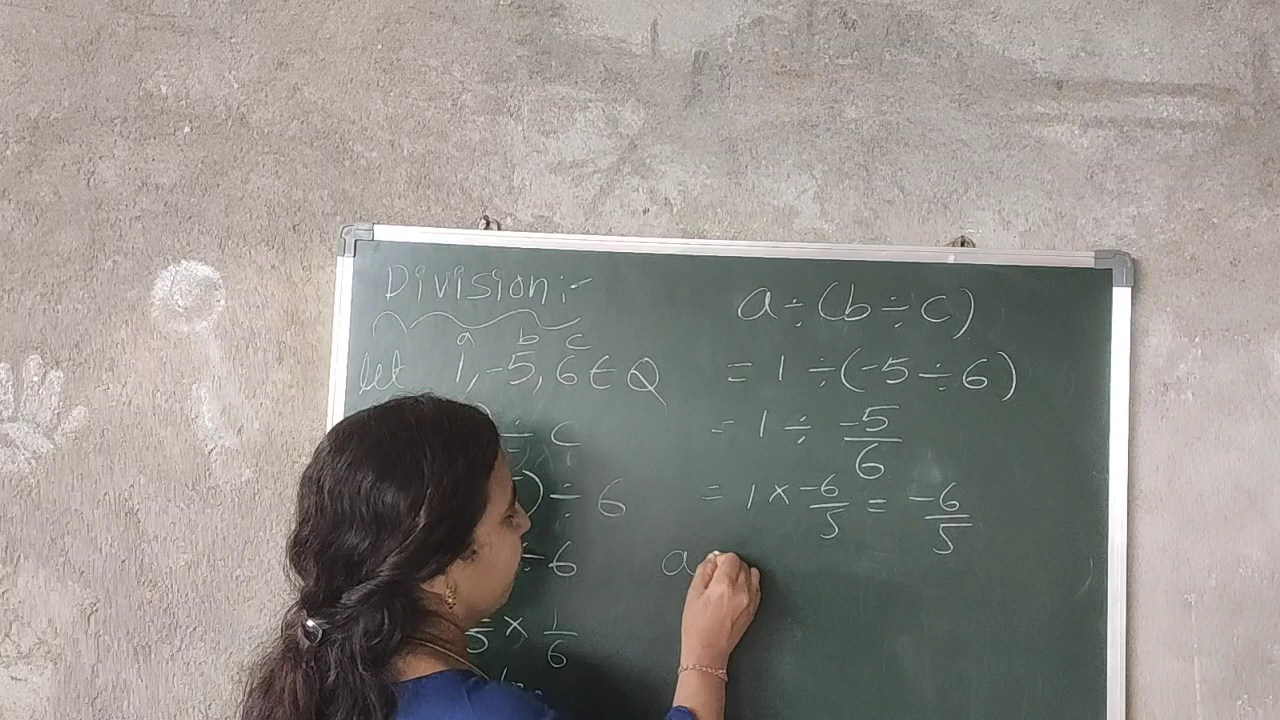 Division:-
a b c
let 1, -5, 6 ∈ Q
÷ c
) ÷ 6
÷ 6
5 × 1/6
a ÷ (b ÷ c)
= 1 ÷ (-5 ÷ 6)
= 1 ÷ -5/6
= 1 × -6/5 = -6/5
a